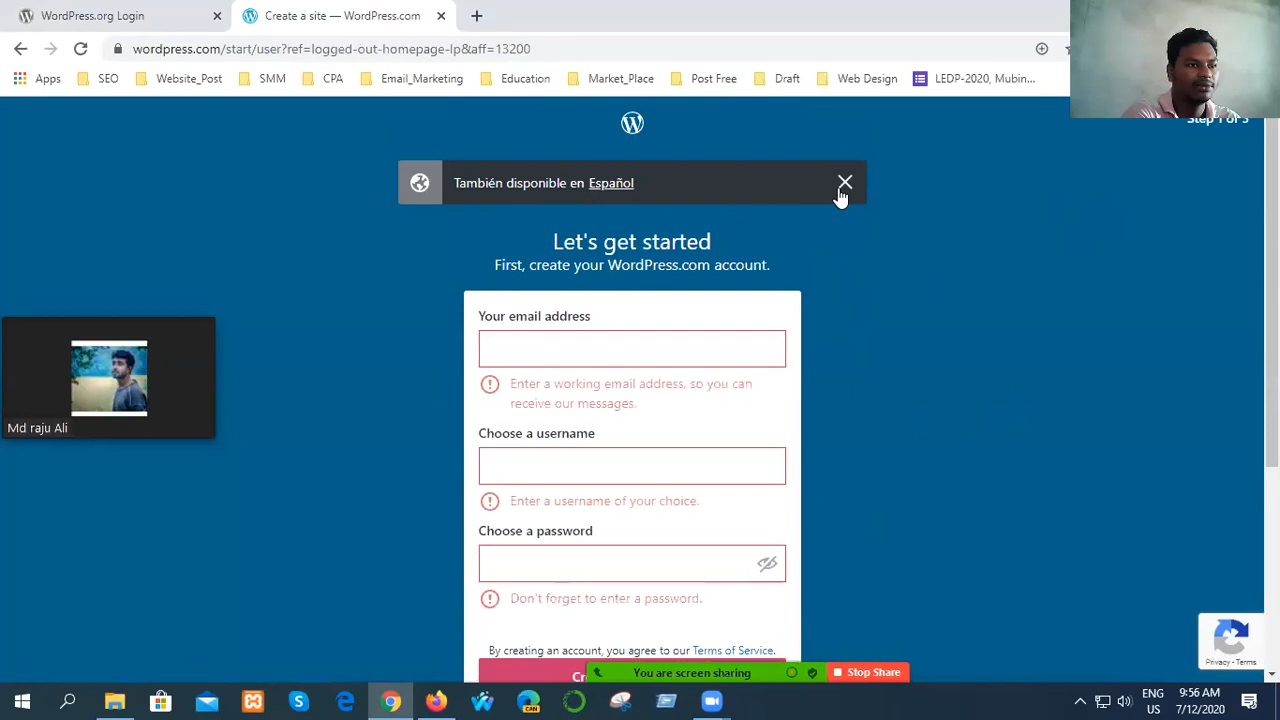 WordPress.org Login
Create a site — WordPress.com
wordpress.com/start/user?ref=logged-out-homepage-lp&aff=13200
Apps
SEO
Website_Post
SMM
CPA
Email_Marketing
Education
Market_Place
Post Free
Draft
Web Design
LEDP-2020, Mubin...
Step 1 of 5
También disponible en Español
Let's get started
First, create your WordPress.com account.
Your email address
Enter a working email address, so you can
receive our messages.
Choose a username
Enter a username of your choice.
Choose a password
Don't forget to enter a password.
By creating an account, you agree to our Terms of Service.
Md raju Ali
You are screen sharing
Stop Share
Privacy - Terms
CAN
ENG
US
9:56 AM
7/12/2020